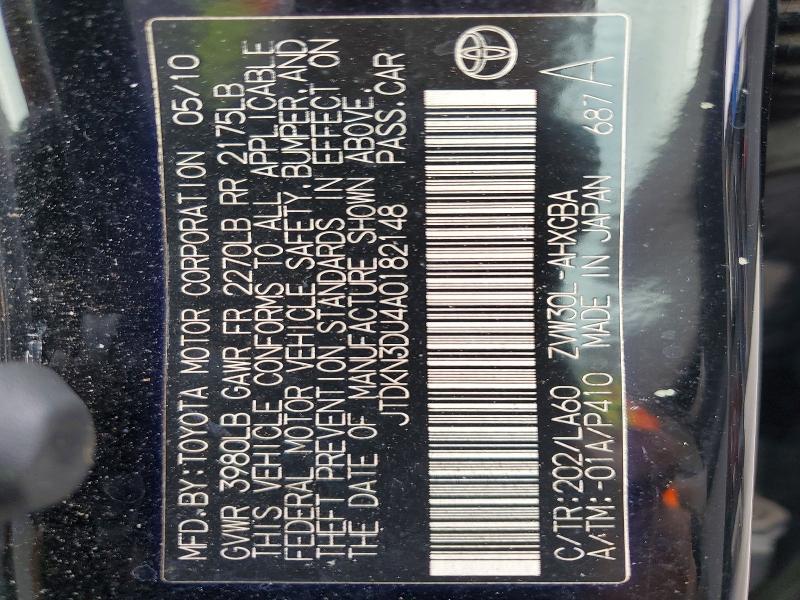 MFD.BY:TOYOTA MOTOR CORPORATION 05/10
GVWR 3980LB GAWR FR 2270LB RR 2175LB
THIS VEHICLE CONFORMS TO ALL APPLICABLE
FEDERAL MOTOR VEHICLE SAFETY,BUMPER,AND
THEFT PREVENTION STANDARDS IN EFFECT ON
THE DATE OF MANUFACTURE SHOWN ABOVE.
JTDKN3DU4A0182148 PASS.CAR
C/TR:202/LA60 ZVW30L-AHXGBA
A/TM:-01A/P410 MADE IN JAPAN 687A